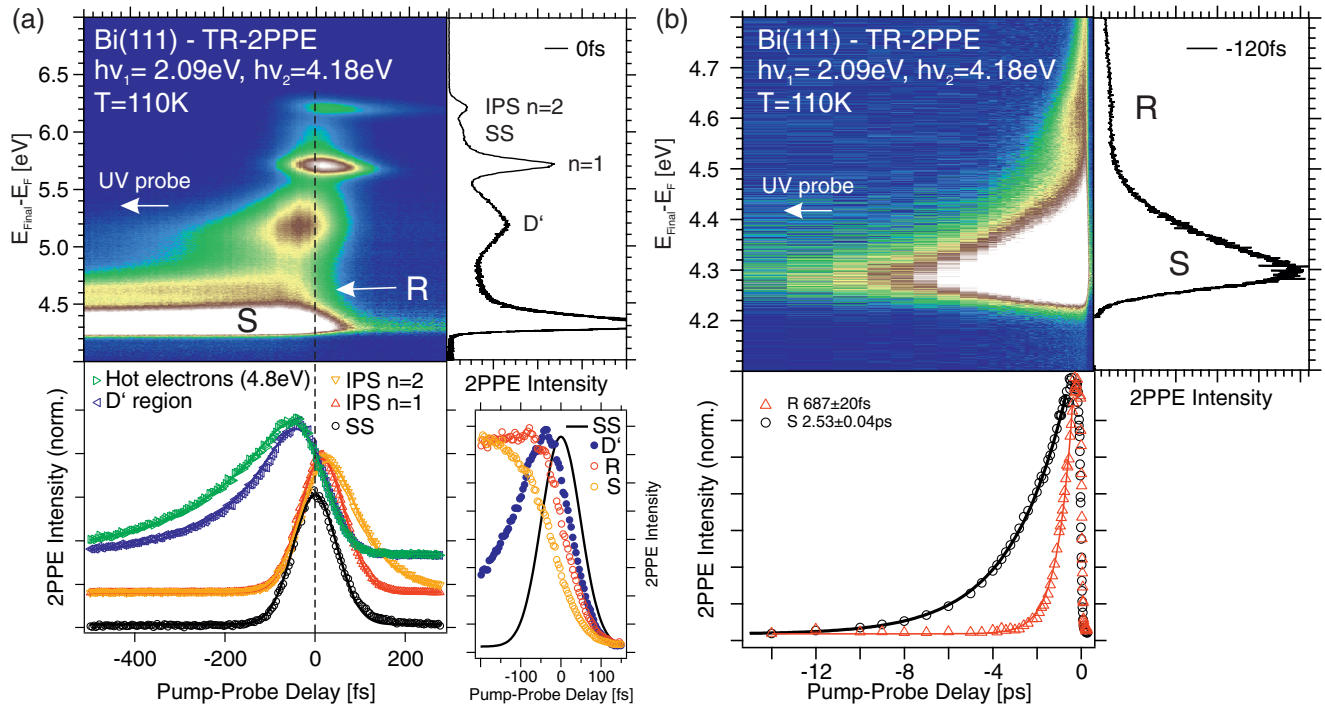 (a)
Bi(111) - TR-2PPE
hν₁= 2.09eV, hν₂=4.18eV
T=110K
UV probe
R
S
E_Final-E_F [eV]
6.5
6.0
5.5
5.0
4.5
0fs
IPS n=2
SS
n=1
D‘
2PPE Intensity
Hot electrons (4.8eV)
D‘ region
IPS n=2
IPS n=1
SS
2PPE Intensity (norm.)
-400
-200
0
200
Pump-Probe Delay [fs]
SS
D‘
R
S
2PPE Intensity
-100
0
100
Pump-Probe Delay [fs]
(b)
Bi(111) - TR-2PPE
hν₁= 2.09eV, hν₂=4.18eV
T=110K
UV probe
E_Final-E_F [eV]
4.7
4.6
4.5
4.4
4.3
4.2
-120fs
R
S
2PPE Intensity
R 687±20fs
S 2.53±0.04ps
2PPE Intensity (norm.)
-12
-8
-4
0
Pump-Probe Delay [ps]